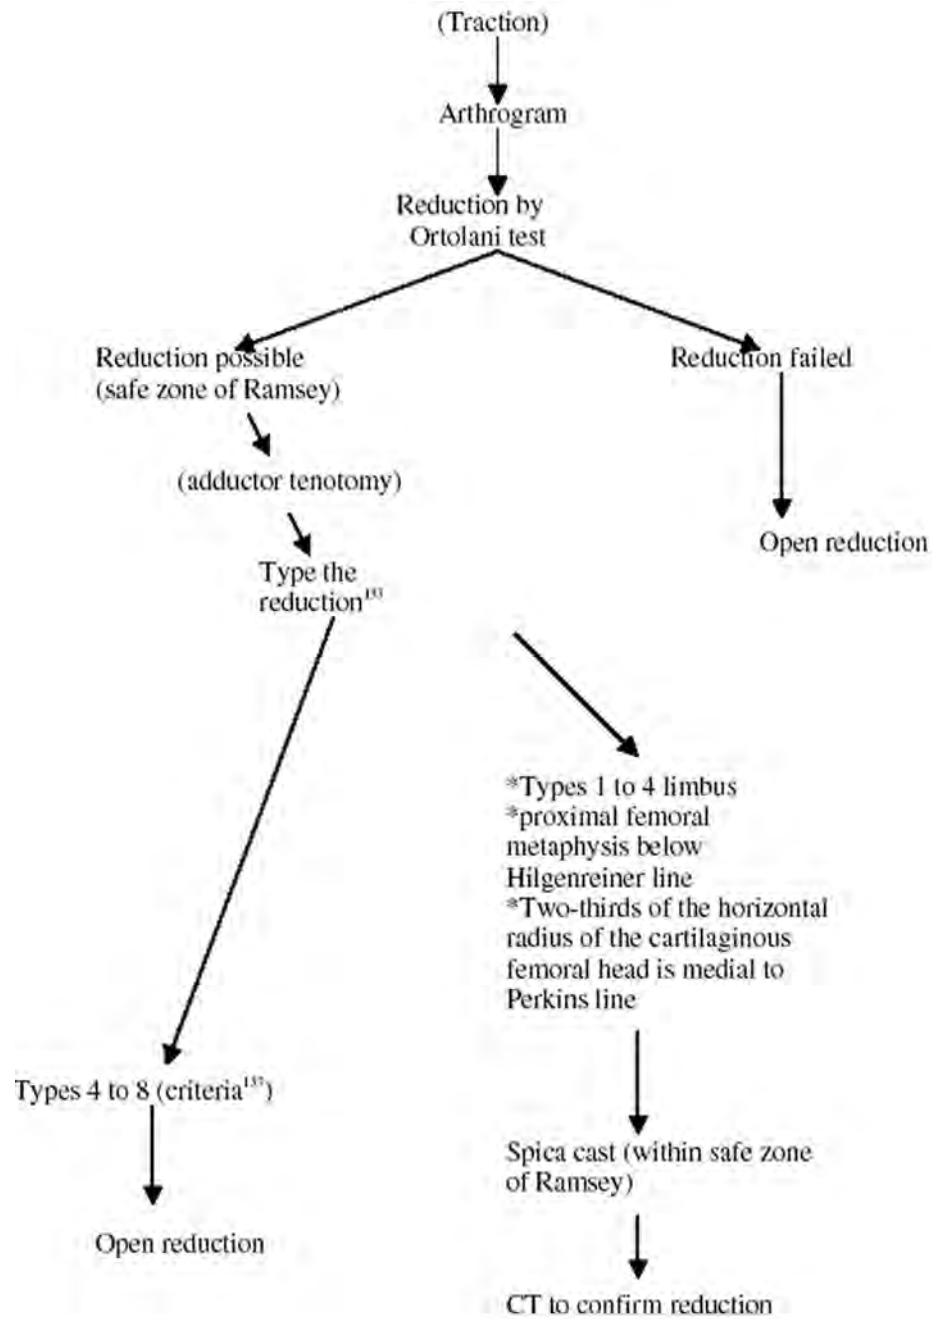 (Traction)
Arthrogram
Reduction by
Ortolani test
Reduction possible
(safe zone of Ramsey)
Reduction failed
(adductor tenotomy)
Open reduction
Type the
reduction
*Types 1 to 4 limbus
*proximal femoral
metaphysis below
Hilgenreiner line
*Two-thirds of the horizontal
radius of the cartilaginous
femoral head is medial to
Perkins line
Types 4 to 8 (criteria¹³⁷)
Spica cast (within safe zone
of Ramsey)
Open reduction
CT to confirm reduction